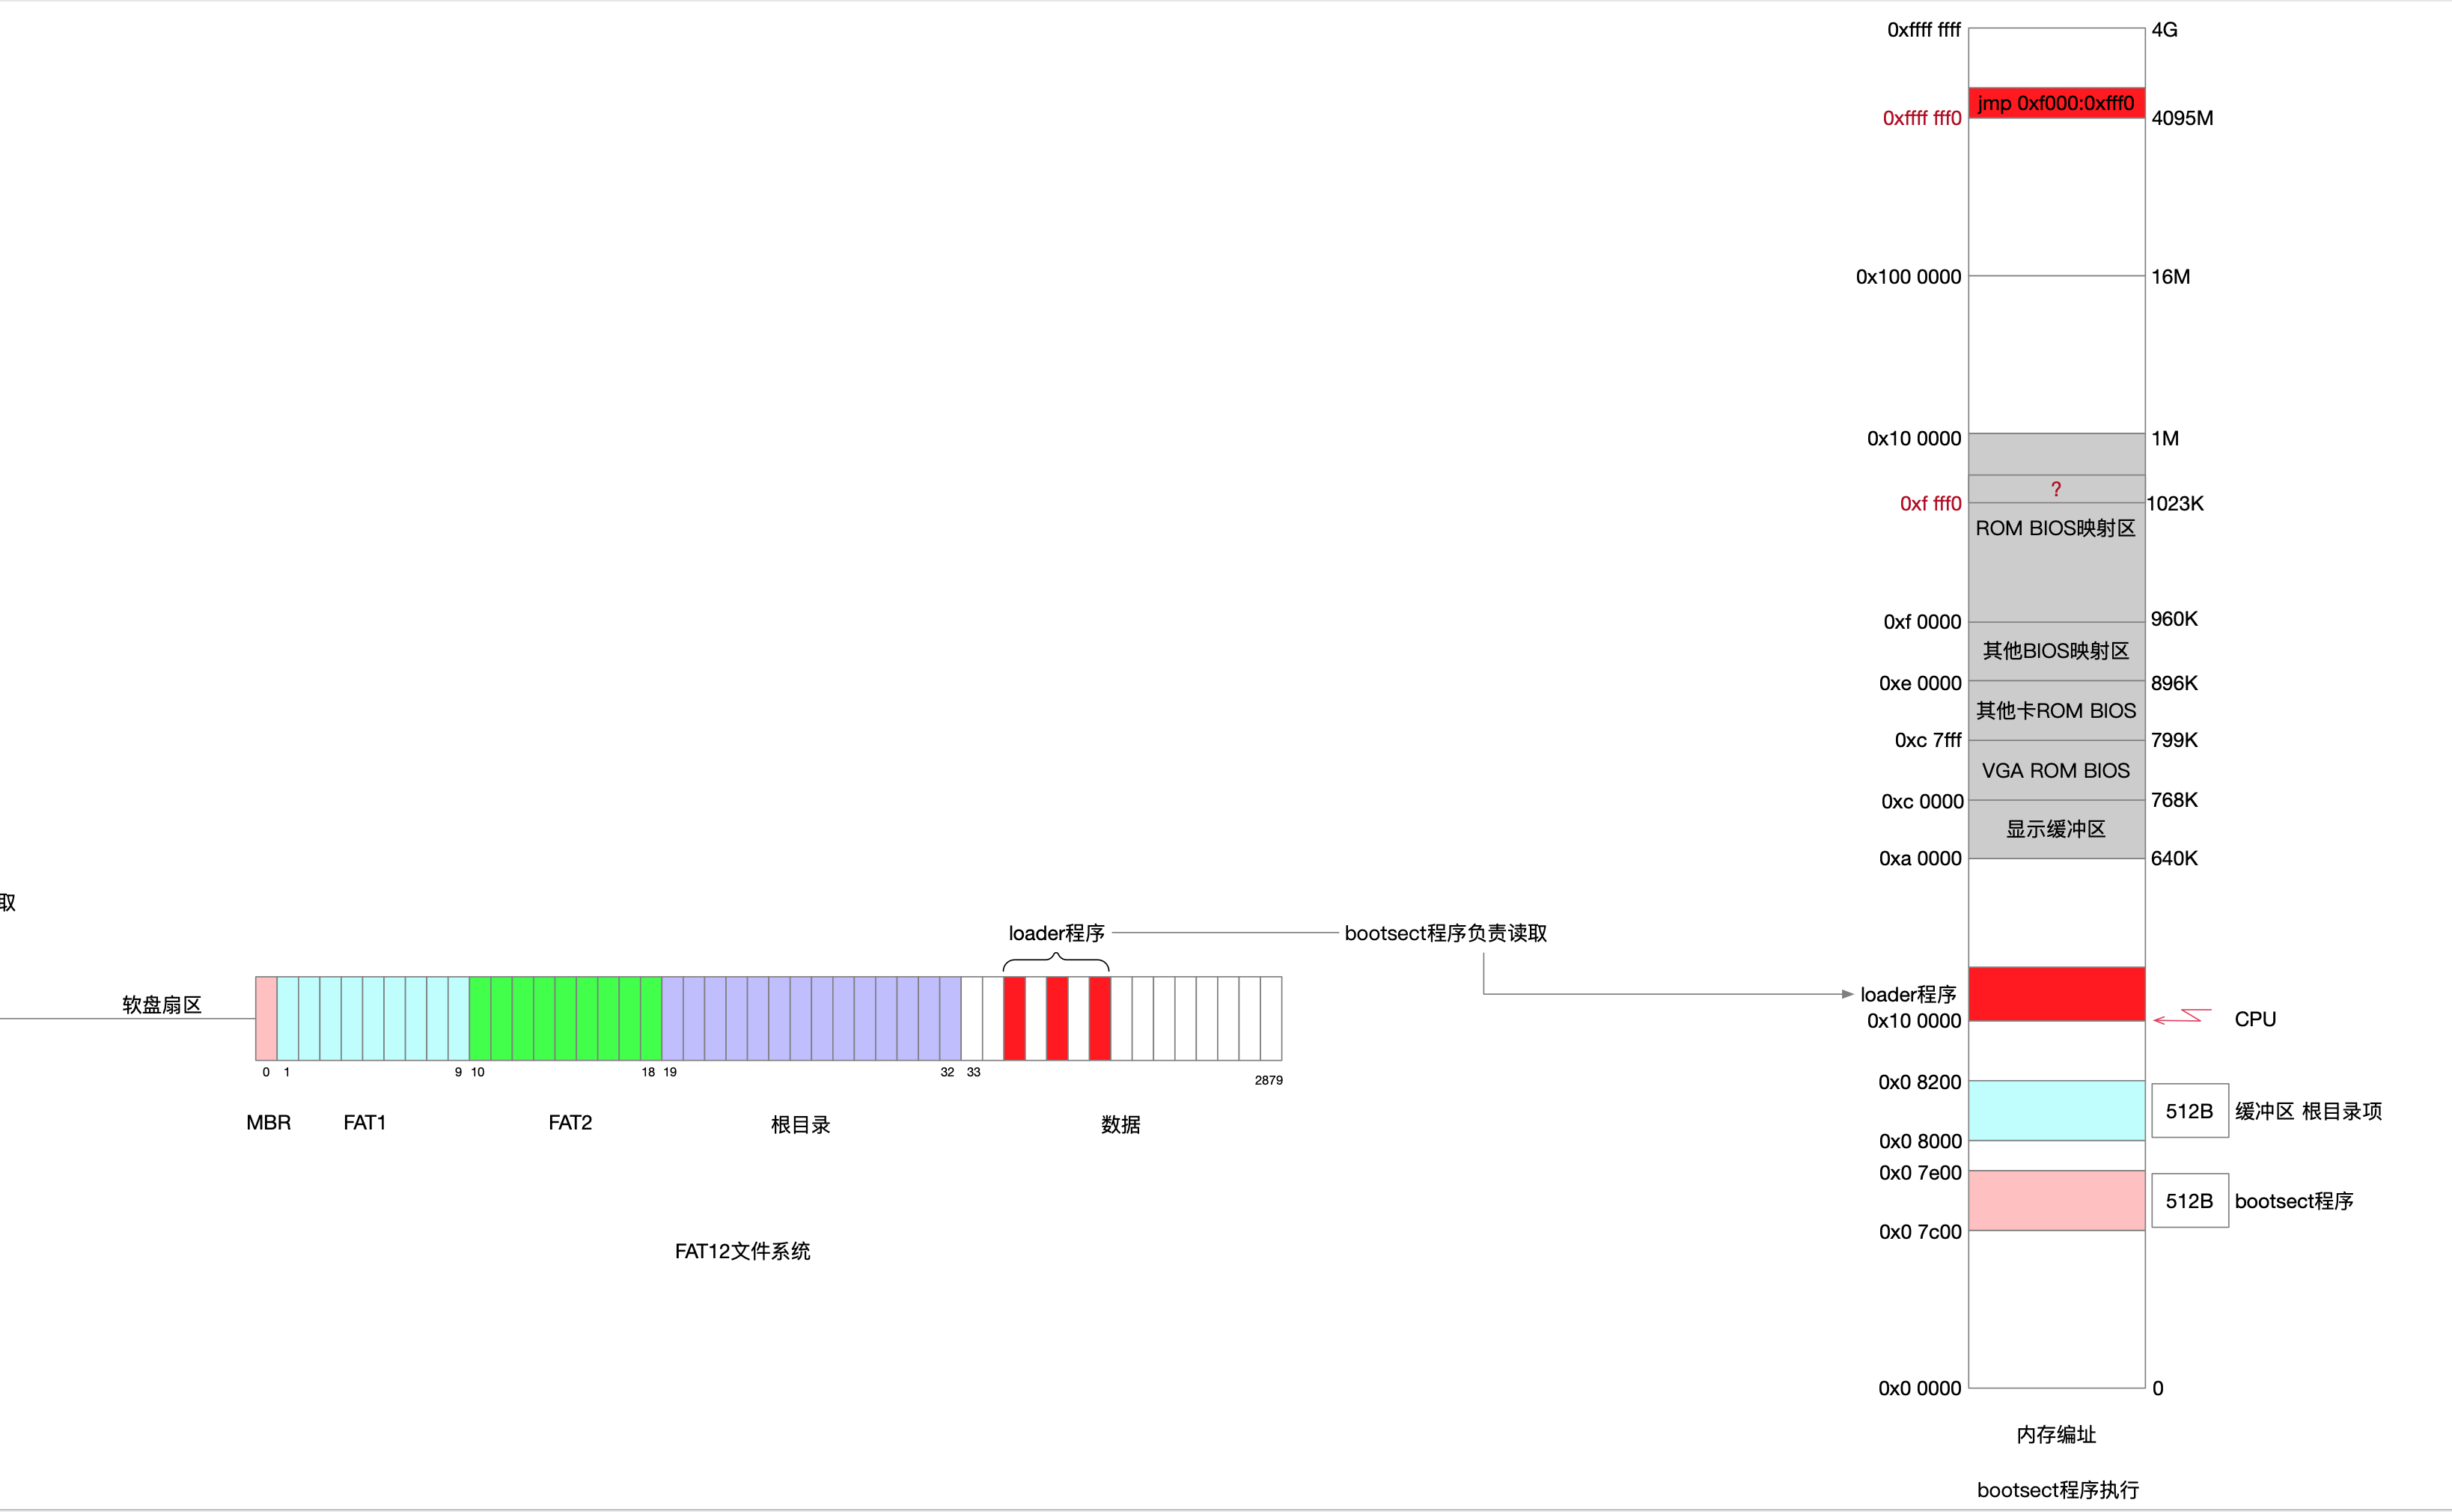 0xffff ffff
4G
jmp 0xf000:0xfff0
0xffff fff0
4095M
0x100 0000
16M
0x10 0000
1M
?
0xf fff0
1023K
ROM BIOS映射区
0xf 0000
960K
其他BIOS映射区
0xe 0000
896K
其他卡ROM BIOS
0xc 7fff
799K
VGA ROM BIOS
0xc 0000
768K
显示缓冲区
0xa 0000
640K
取
loader程序
bootsect程序负责读取
软盘扇区
loader程序
0x10 0000
CPU
0 1 9 10 18 19 32 33 2879
MBR
FAT1
FAT2
根目录
数据
0x0 8200
512B
缓冲区 根目录项
0x0 8000
0x0 7e00
512B
bootsect程序
0x0 7c00
FAT12文件系统
0x0 0000
0
内存编址
bootsect程序执行